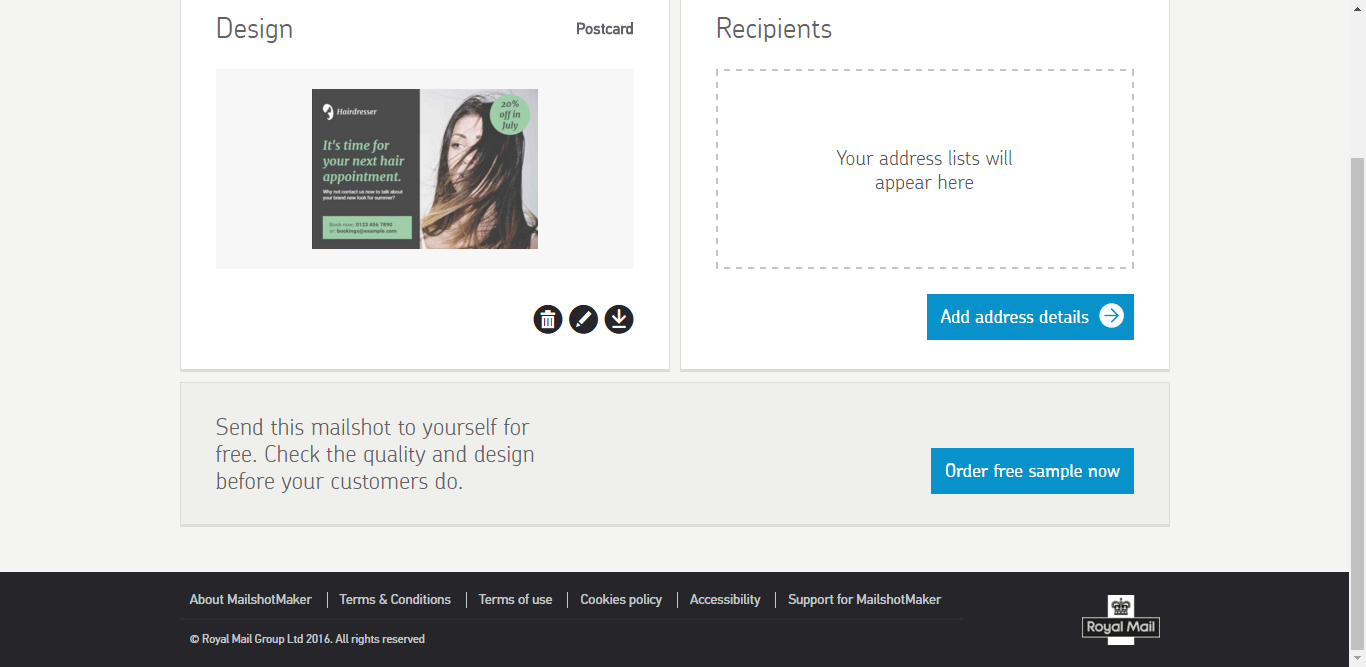 Design
Postcard
Hairdresser
20%
off in
July
It's time for
your next hair
appointment.
Why not contact us now to talk about
your brand new look for summer?
Book now: 0123 456 7890
or: bookings@example.com
Recipients
Your address lists will
appear here
Add address details
Send this mailshot to yourself for
free. Check the quality and design
before your customers do.
Order free sample now
About MailshotMaker
Terms & Conditions
Terms of use
Cookies policy
Accessibility
Support for MailshotMaker
© Royal Mail Group Ltd 2016. All rights reserved
Royal Mail